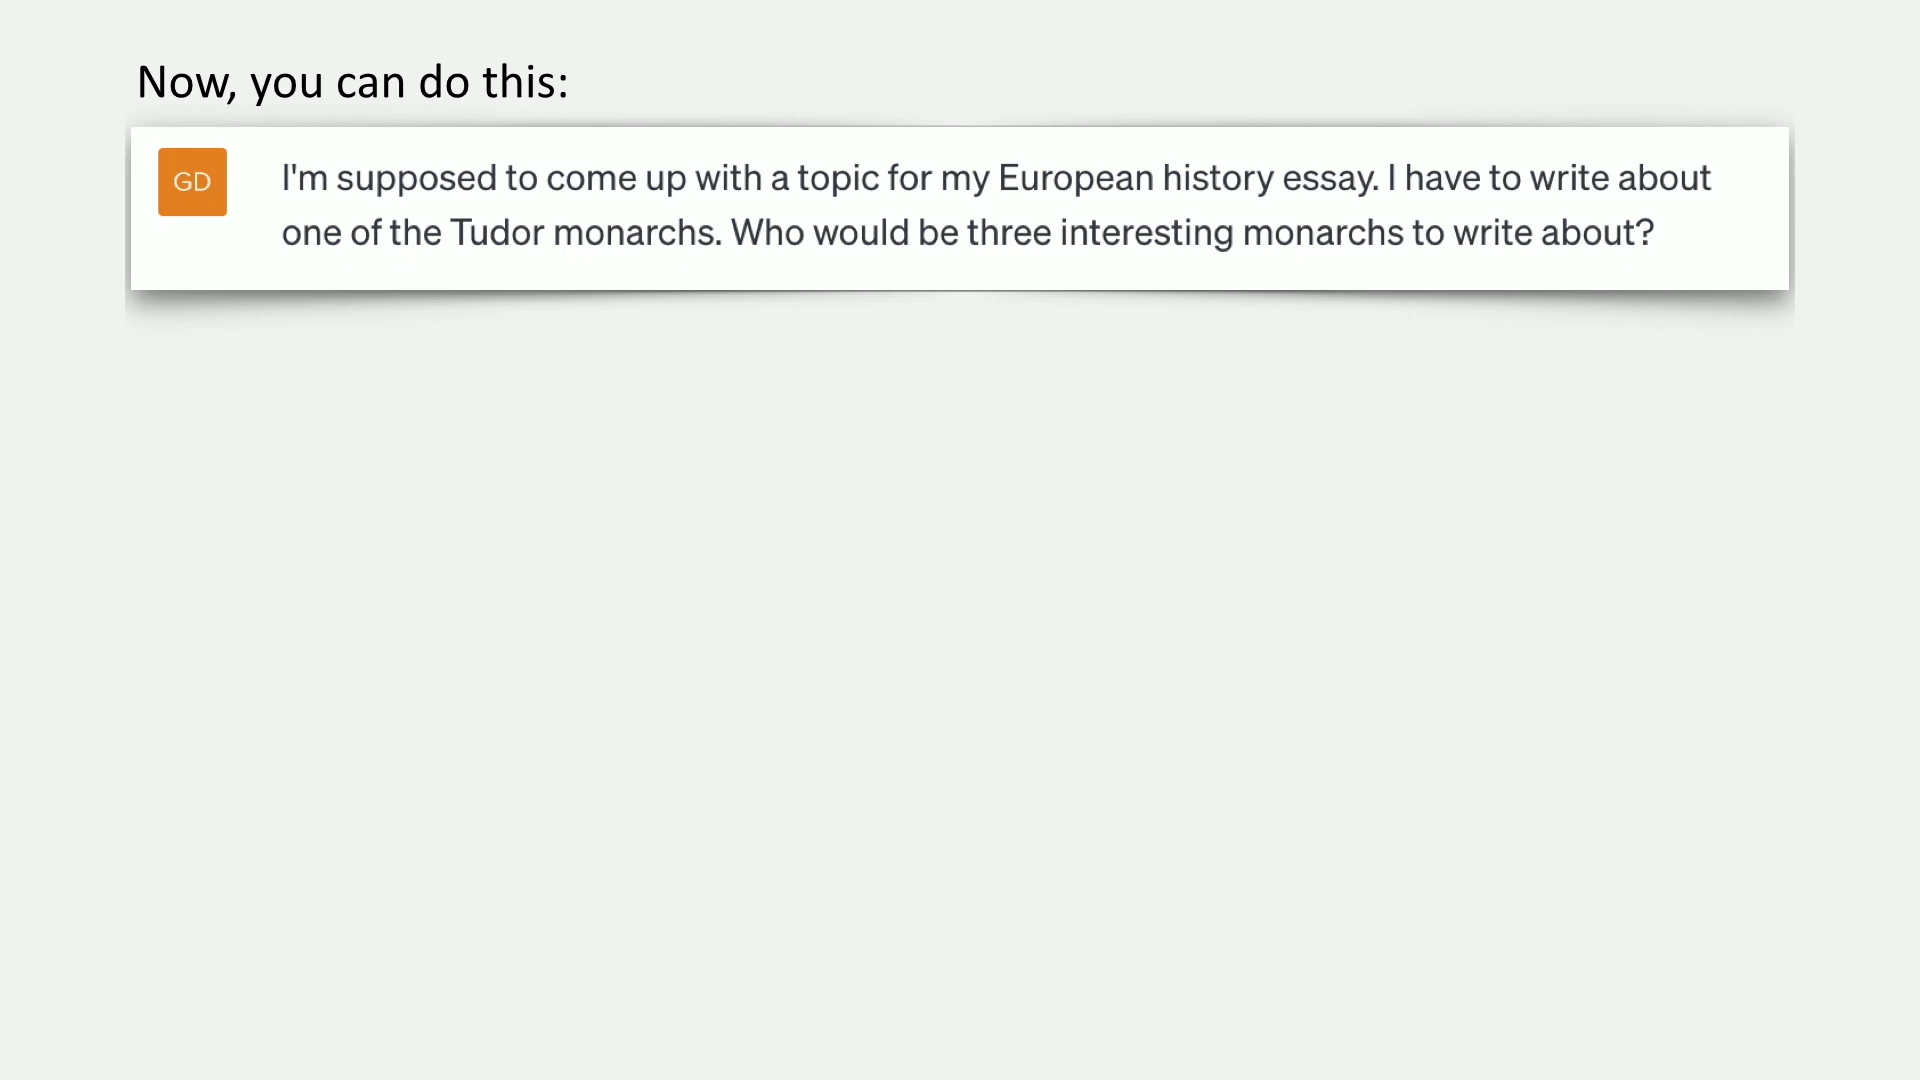 Now, you can do this:
GD
I'm supposed to come up with a topic for my European history essay. I have to write about
one of the Tudor monarchs. Who would be three interesting monarchs to write about?